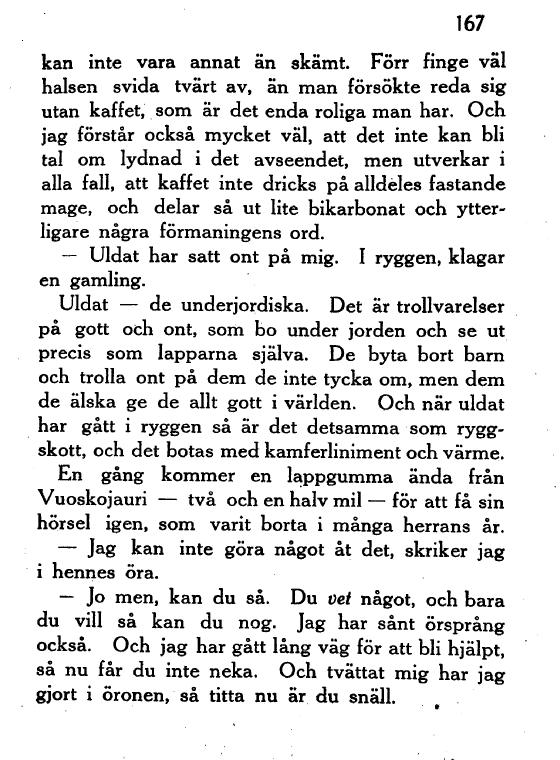 167
kan inte vara annat än skämt. Förr finge väl
halsen svida tvärt av, än man försökte reda sig
utan kaffet, som är det enda roliga man har. Och
jag förstår också mycket väl, att det inte kan bli
tal om lydnad i det avseendet, men utverkar i
alla fall, att kaffet inte dricks på alldeles fastande
mage, och delar så ut lite bikarbonat och ytter-
ligare några förmaningens ord.
— Uldat har satt ont på mig. I ryggen, klagar
en gamling.
Uldat — de underjordiska. Det är trollvarelser
på gott och ont, som bo under jorden och se ut
precis som lapparna själva. De byta bort barn
och trolla ont på dem de inte tycka om, men dem
de älska ge de allt gott i världen. Och när uldat
har gått i ryggen så är det detsamma som rygg-
skott, och det botas med kamferliniment och värme.
En gång kommer en lappgumma ända från
Vuoskojauri — två och en halv mil — för att få sin
hörsel igen, som varit borta i många herrans år.
— Jag kan inte göra något åt det, skriker jag
i hennes öra.
— Jo men, kan du så. Du vet något, och bara
du vill så kan du nog. Jag har sånt örsprång
också. Och jag har gått lång väg för att bli hjälpt,
så nu får du inte neka. Och tvättat mig har jag
gjort i öronen, så titta nu är du snäll.